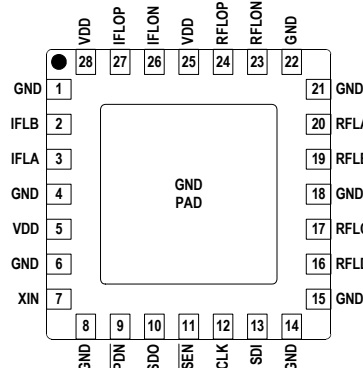 VDD
IFLOP
IFLON
VDD
RFLOP
RFLON
GND
28 27 26 25 24 23 22
GND 1
IFLB 2
IFLA 3
GND 4
VDD 5
GND 6
XIN 7
GND
PAD
21 GND
20 RFLA
19 RFLB
18 GND
17 RFLC
16 RFLD
15 GND
8 9 10 11 12 13 14
GND
PDN
SDO
SEN
CLK
SDI
GND